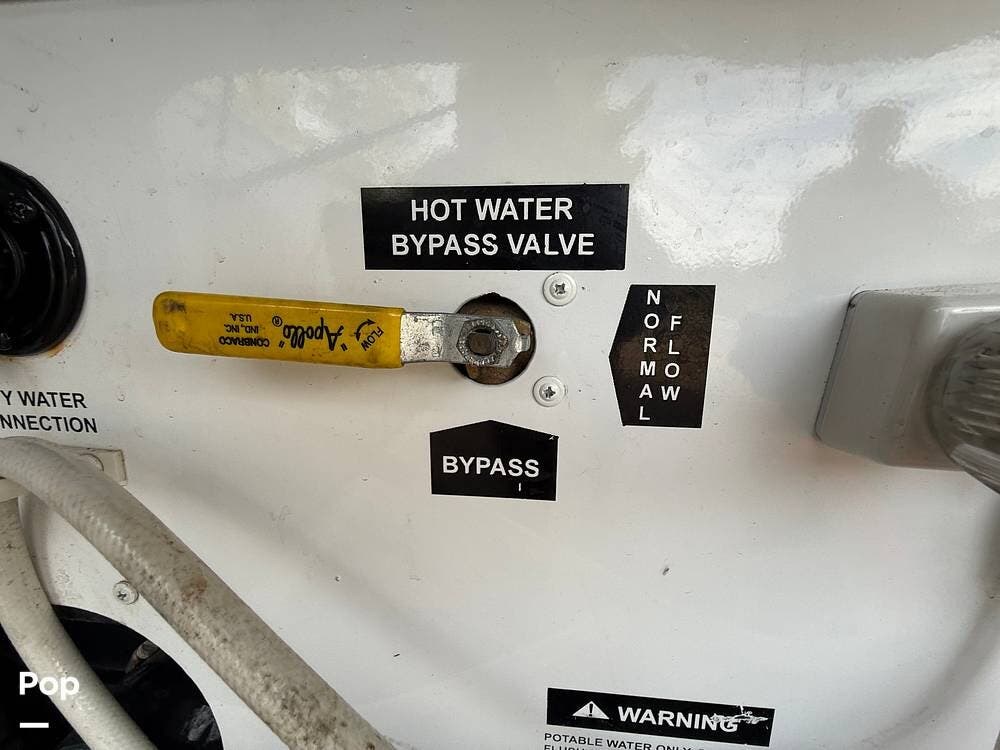 HOT WATER
BYPASS VALVE
FLOW
"Apollo"®
CONBRACO
IND., INC.
U.S.A.
NORMAL
FLOW
Y WATER
NNECTION
BYPASS
Pop
WARNING
POTABLE WATER ONLY